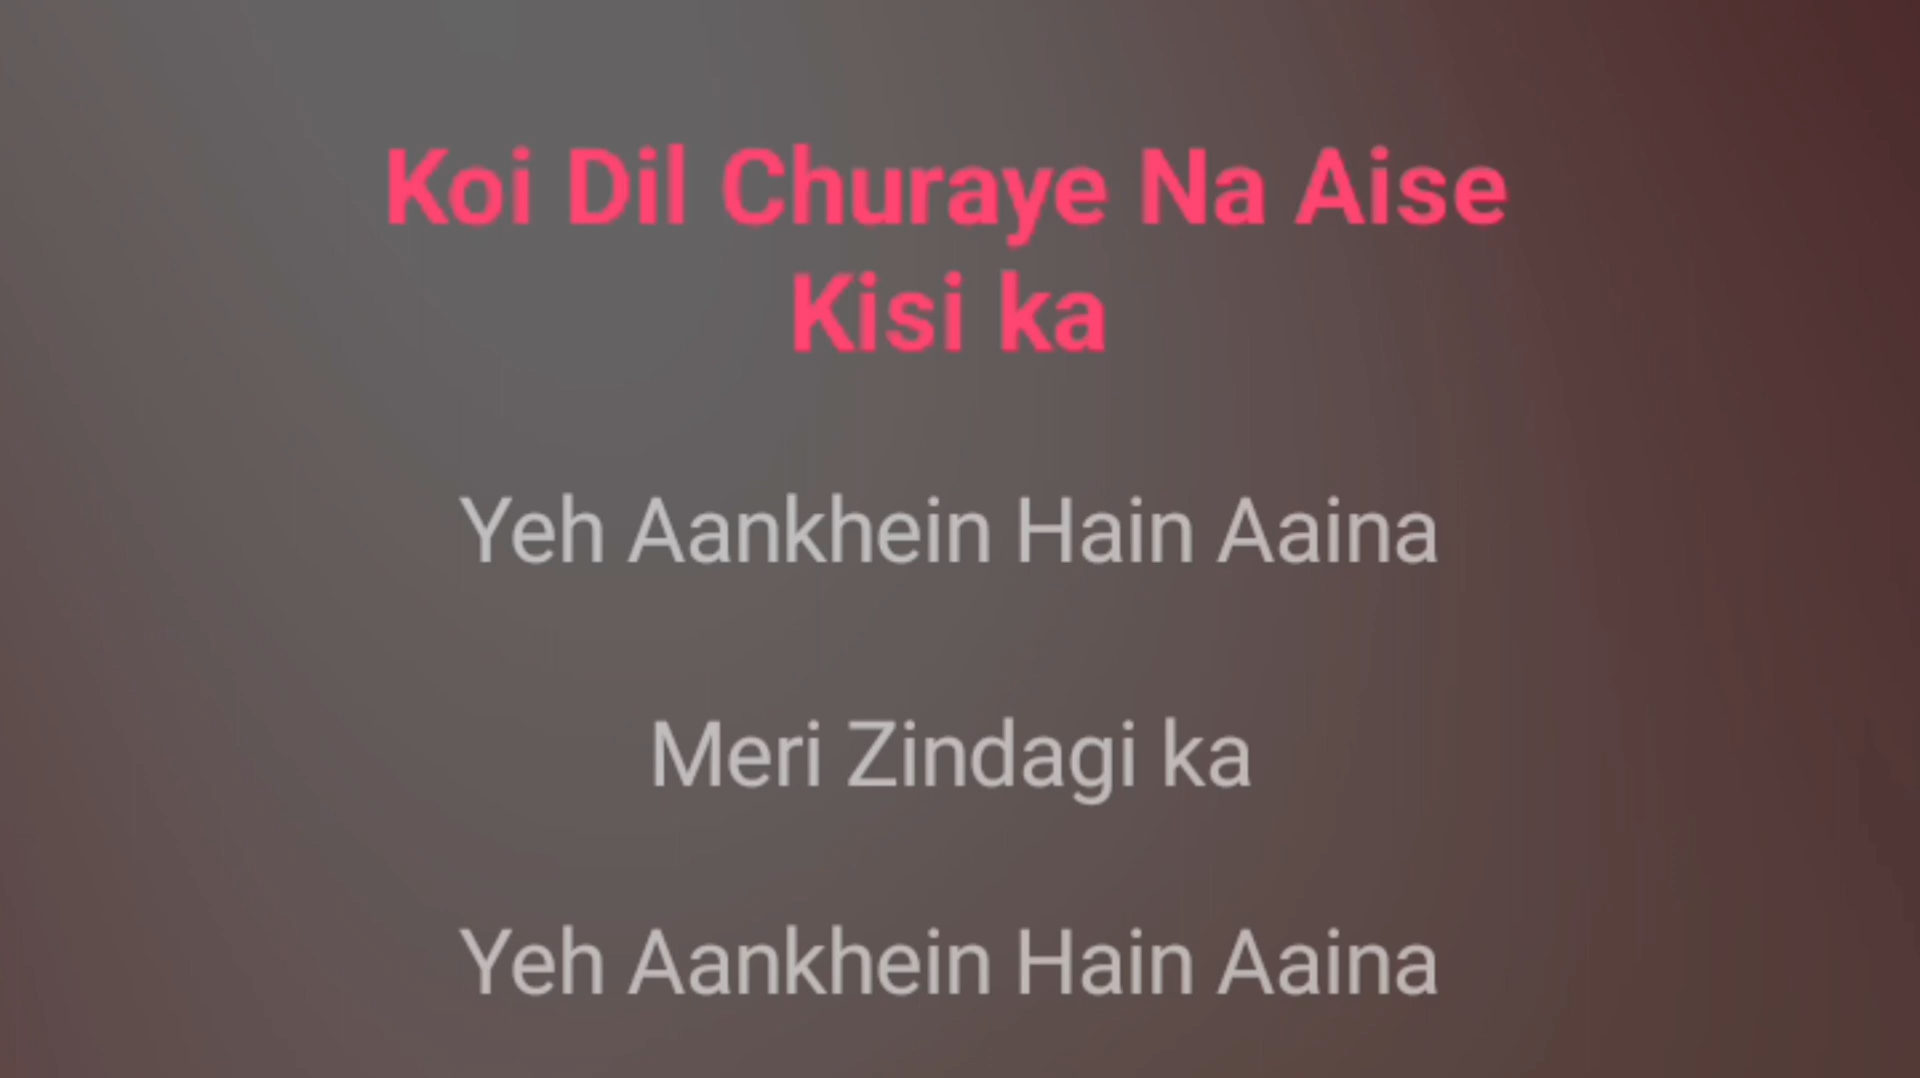 Koi Dil Churaye Na Aise
Kisi ka
Yeh Aankhein Hain Aaina
Meri Zindagi ka
Yeh Aankhein Hain Aaina